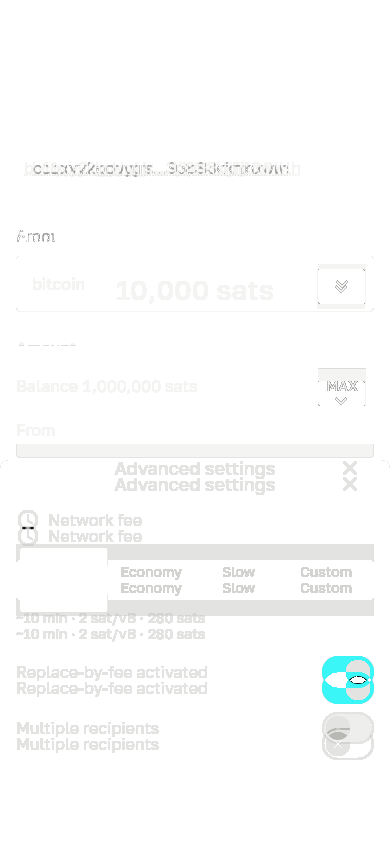 bitcoin
10,000 sats
Balance 1,000,000 sats
MAX
From
Advanced settings
Advanced settings
Network fee
Network fee
Economy Slow Custom
Economy Slow Custom
~10 min · 2 sat/vB · 280 sats
~10 min · 2 sat/vB · 280 sats
Replace-by-fee activated
Replace-by-fee activated
Multiple recipients
Multiple recipients